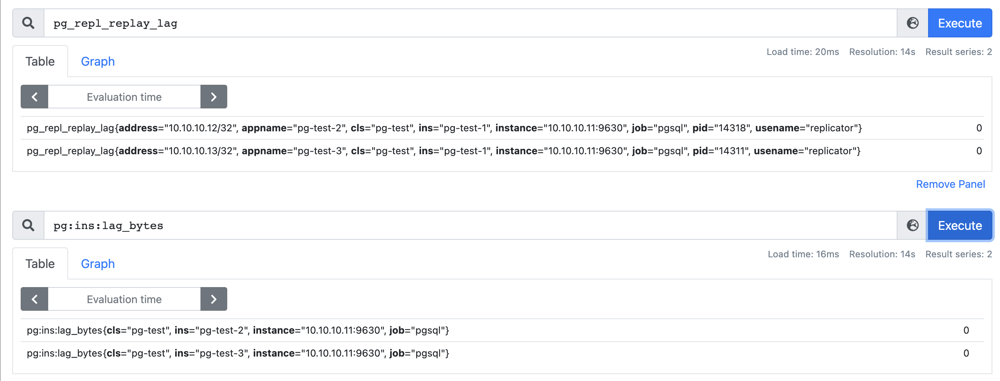 pg_repl_replay_lag Execute
Table Graph Load time: 20ms Resolution: 14s Result series: 2
Evaluation time
pg_repl_replay_lag{address="10.10.10.12/32", appname="pg-test-2", cls="pg-test", ins="pg-test-1", instance="10.10.10.11:9630", job="pgsql", pid="14318", usename="replicator"} 0
pg_repl_replay_lag{address="10.10.10.13/32", appname="pg-test-3", cls="pg-test", ins="pg-test-1", instance="10.10.10.11:9630", job="pgsql", pid="14311", usename="replicator"} 0
Remove Panel
pg:ins:lag_bytes Execute
Table Graph Load time: 16ms Resolution: 14s Result series: 2
Evaluation time
pg:ins:lag_bytes{cls="pg-test", ins="pg-test-2", instance="10.10.10.11:9630", job="pgsql"} 0
pg:ins:lag_bytes{cls="pg-test", ins="pg-test-3", instance="10.10.10.11:9630", job="pgsql"} 0